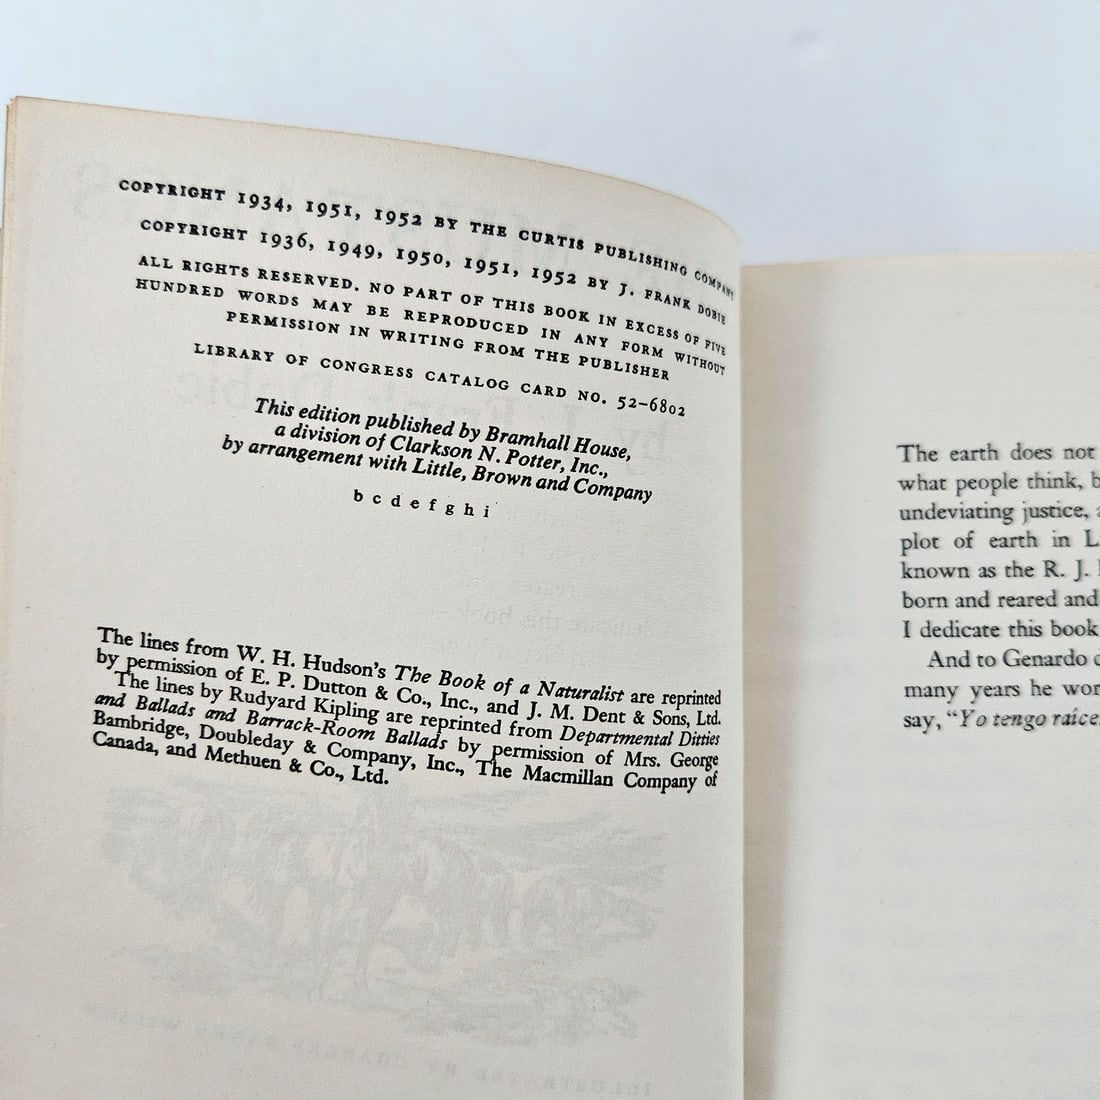 COPYRIGHT 1934, 1951, 1952 BY THE CURTIS PUBLISHING COMPANY
COPYRIGHT 1936, 1949, 1950, 1951, 1952 BY J. FRANK DOBIE
ALL RIGHTS RESERVED. NO PART OF THIS BOOK IN EXCESS OF FIVE
HUNDRED WORDS MAY BE REPRODUCED IN ANY FORM WITHOUT
PERMISSION IN WRITING FROM THE PUBLISHER
LIBRARY OF CONGRESS CATALOG CARD NO. 52-6802
This edition published by Bramhall House,
a division of Clarkson N. Potter, Inc.,
by arrangement with Little, Brown and Company
b c d e f g h i
The lines from W. H. Hudson's The Book of a Naturalist are reprinted
by permission of E. P. Dutton & Co., Inc., and J. M. Dent & Sons, Ltd.
The lines by Rudyard Kipling are reprinted from Departmental Ditties
and Ballads and Barrack-Room Ballads by permission of Mrs. George
Bambridge, Doubleday & Company, Inc., The Macmillan Company of
Canada, and Methuen & Co., Ltd.
The earth does not
what people think, b
undeviating justice,
plot of earth in L
known as the R. J.
born and reared and
I dedicate this book
And to Genardo
many years he wor
say, "Yo tengo raíce